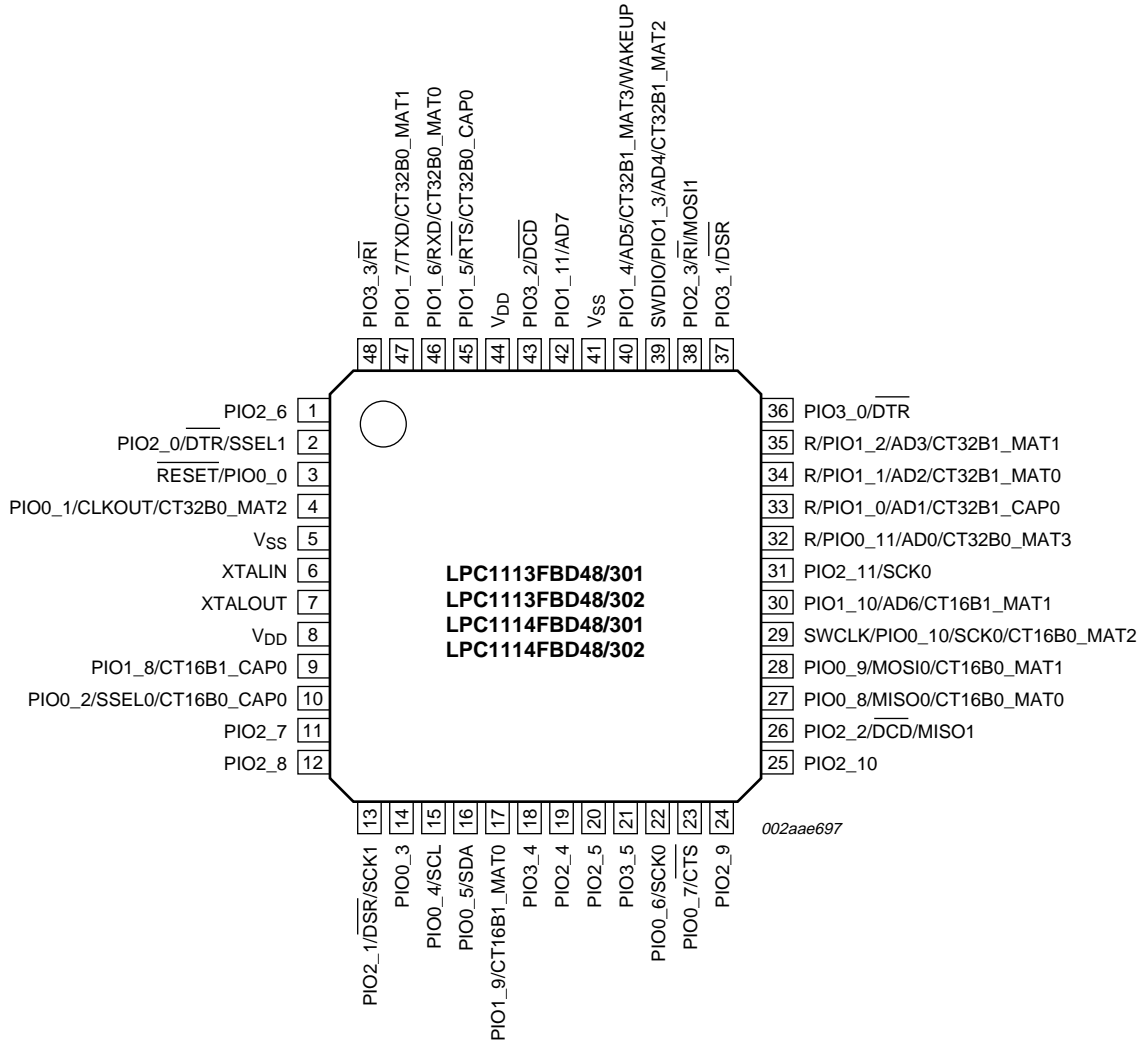 48 PIO3_3/RI
47 PIO1_7/TXD/CT32B0_MAT1
46 PIO1_6/RXD/CT32B0_MAT0
45 PIO1_5/RTS/CT32B0_CAP0
44 VDD
43 PIO3_2/DCD
42 PIO1_11/AD7
41 VSS
40 PIO1_4/AD5/CT32B1_MAT3/WAKEUP
39 SWDIO/PIO1_3/AD4/CT32B1_MAT2
38 PIO2_3/RI/MOSI1
37 PIO3_1/DSR
PIO2_6 1
PIO2_0/DTR/SSEL1 2
RESET/PIO0_0 3
PIO0_1/CLKOUT/CT32B0_MAT2 4
VSS 5
XTALIN 6
XTALOUT 7
VDD 8
PIO1_8/CT16B1_CAP0 9
PIO0_2/SSEL0/CT16B0_CAP0 10
PIO2_7 11
PIO2_8 12
LPC1113FBD48/301
LPC1113FBD48/302
LPC1114FBD48/301
LPC1114FBD48/302
36 PIO3_0/DTR
35 R/PIO1_2/AD3/CT32B1_MAT1
34 R/PIO1_1/AD2/CT32B1_MAT0
33 R/PIO1_0/AD1/CT32B1_CAP0
32 R/PIO0_11/AD0/CT32B0_MAT3
31 PIO2_11/SCK0
30 PIO1_10/AD6/CT16B1_MAT1
29 SWCLK/PIO0_10/SCK0/CT16B0_MAT2
28 PIO0_9/MOSI0/CT16B0_MAT1
27 PIO0_8/MISO0/CT16B0_MAT0
26 PIO2_2/DCD/MISO1
25 PIO2_10
13 PIO2_1/DSR/SCK1
14 PIO0_3
15 PIO0_4/SCL
16 PIO0_5/SDA
17 PIO1_9/CT16B1_MAT0
18 PIO3_4
19 PIO2_4
20 PIO2_5
21 PIO3_5
22 PIO0_6/SCK0
23 PIO0_7/CTS
24 PIO2_9
002aae697